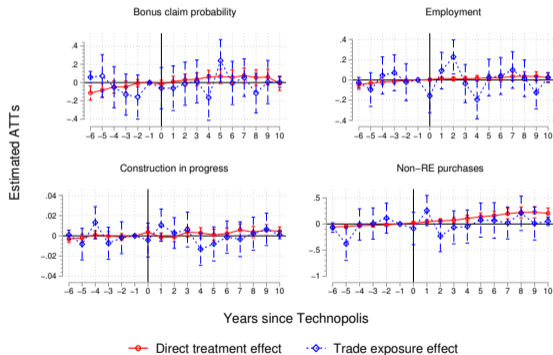 Bonus claim probability
Employment
.4
.2
0
−.2
−.4
−6 −5 −4 −3 −2 −1 0 1 2 3 4 5 6 7 8 9 10
.4
.2
0
−.2
−.4
−6 −5 −4 −3 −2 −1 0 1 2 3 4 5 6 7 8 9 10
Estimated ATTs
Construction in progress
Non−RE purchases
.04
.02
0
−.02
−.04
−6 −5 −4 −3 −2 −1 0 1 2 3 4 5 6 7 8 9 10
.5
0
−.5
−1
−6 −5 −4 −3 −2 −1 0 1 2 3 4 5 6 7 8 9 10
Years since Technopolis
Direct treatment effect
Trade exposure effect